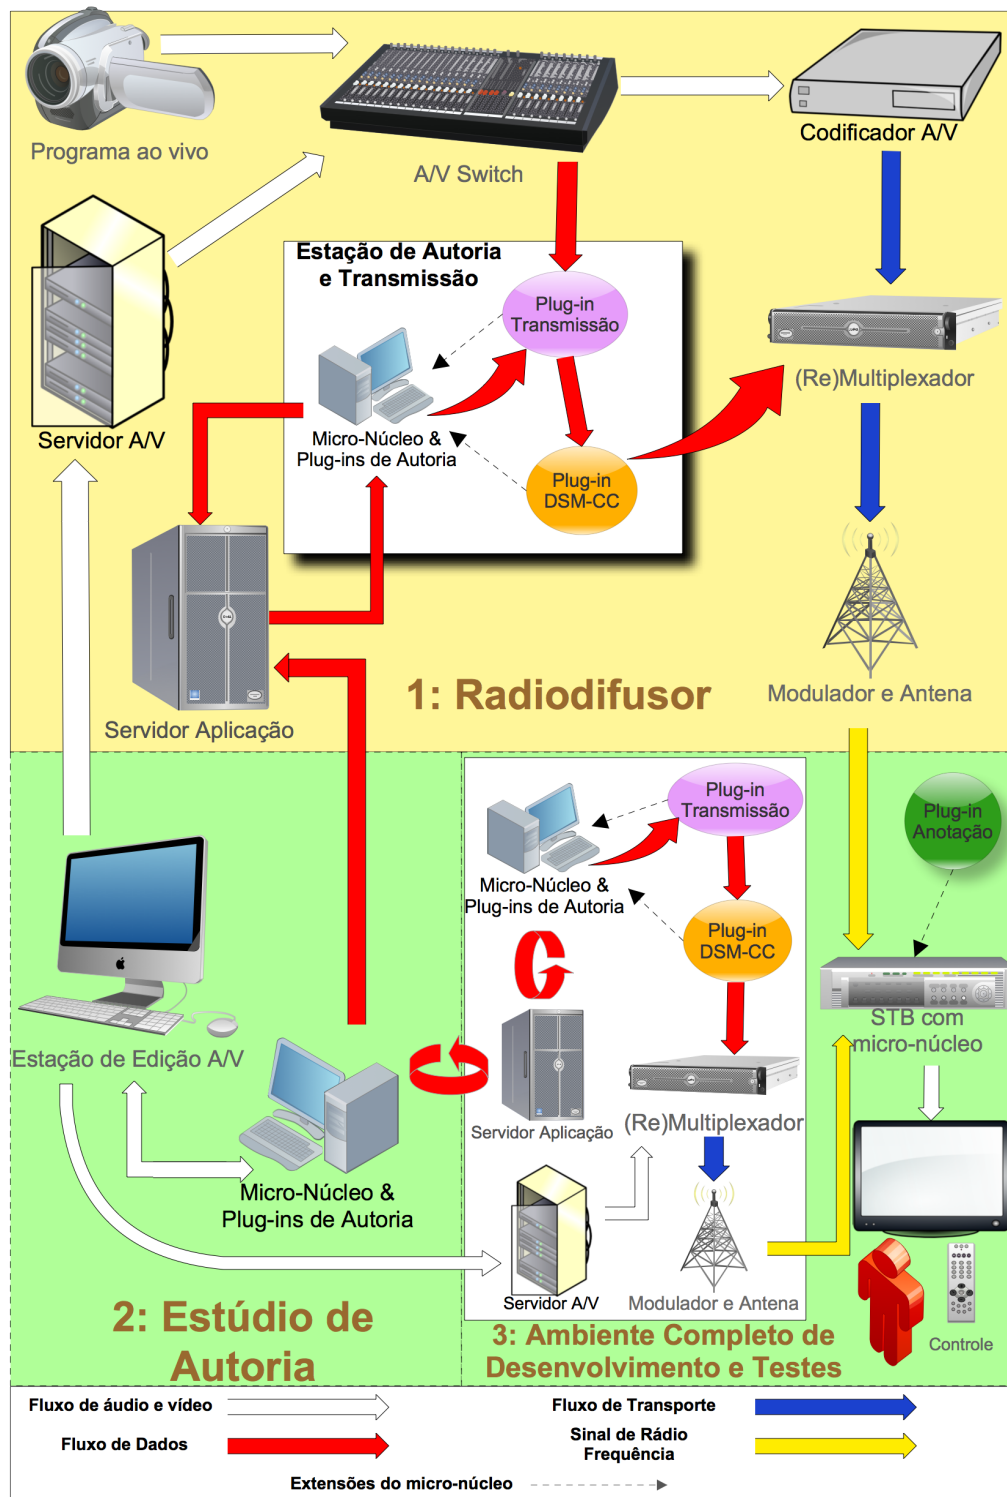 Programa ao vivo
A/V Switch
Codificador A/V
Estação de Autoria
e Transmissão
Plug-in
Transmissão
(Re)Multiplexador
Servidor A/V
Micro-Núcleo &
Plug-ins de Autoria
Plug-in
DSM-CC
1: Radiodifusor
Modulador e Antena
Servidor Aplicação
Plug-in
Transmissão
Plug-in
Anotação
Micro-Núcleo &
Plug-ins de Autoria
Plug-in
DSM-CC
Estação de Edição A/V
STB com
micro-núcleo
Servidor Aplicação
(Re)Multiplexador
Micro-Núcleo &
Plug-ins de Autoria
Servidor A/V
Modulador e Antena
Controle
2: Estúdio de
Autoria
3: Ambiente Completo de
Desenvolvimento e Testes
Fluxo de áudio e vídeo
Fluxo de Transporte
Fluxo de Dados
Sinal de Rádio
Frequência
Extensões do micro-núcleo